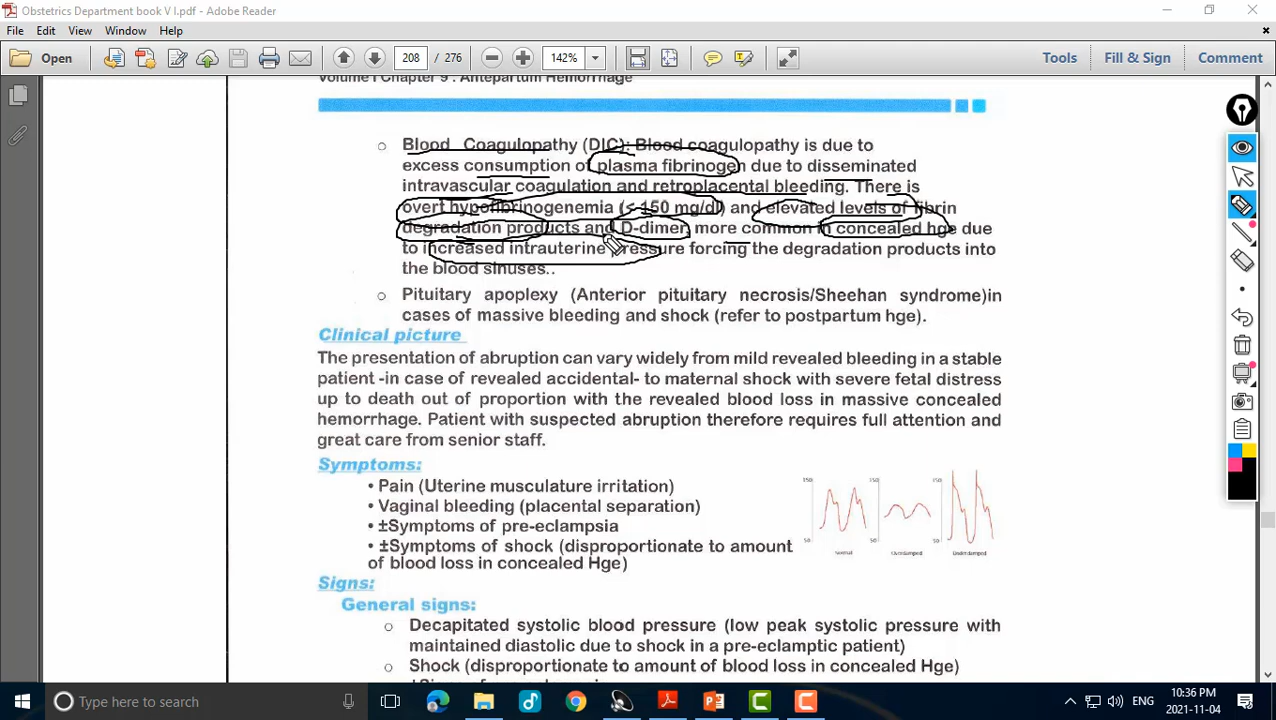 Obstetrics Department book V I.pdf - Adobe Reader
File Edit View Window Help
Open 208 / 276 142% Tools Fill & Sign Comment
Volume I Chapter 9 : Antepartum Hemorrhage
Blood Coagulopathy (DIC): Blood coagulopathy is due to
excess consumption of plasma fibrinogen due to disseminated
intravascular coagulation and retroplacental bleeding. There is
overt hypofibrinogenemia (< 150 mg/dl) and elevated levels of fibrin
degradation products and D-dimer, more common in concealed hge due
to increased intrauterine pressure forcing the degradation products into
the blood sinuses..
Pituitary apoplexy (Anterior pituitary necrosis/Sheehan syndrome)in
cases of massive bleeding and shock (refer to postpartum hge).
Clinical picture
The presentation of abruption can vary widely from mild revealed bleeding in a stable
patient -in case of revealed accidental- to maternal shock with severe fetal distress
up to death out of proportion with the revealed blood loss in massive concealed
hemorrhage. Patient with suspected abruption therefore requires full attention and
great care from senior staff.
Symptoms:
• Pain (Uterine musculature irritation)
• Vaginal bleeding (placental separation)
• ±Symptoms of pre-eclampsia
• ±Symptoms of shock (disproportionate to amount
of blood loss in concealed Hge)
150
50
50
50
Normal Overdamped Underdamped
Signs:
General signs:
Decapitated systolic blood pressure (low peak systolic pressure with
maintained diastolic due to shock in a pre-eclamptic patient)
Shock (disproportionate to amount of blood loss in concealed Hge)
Type here to search
ENG
10:36 PM
2021-11-04